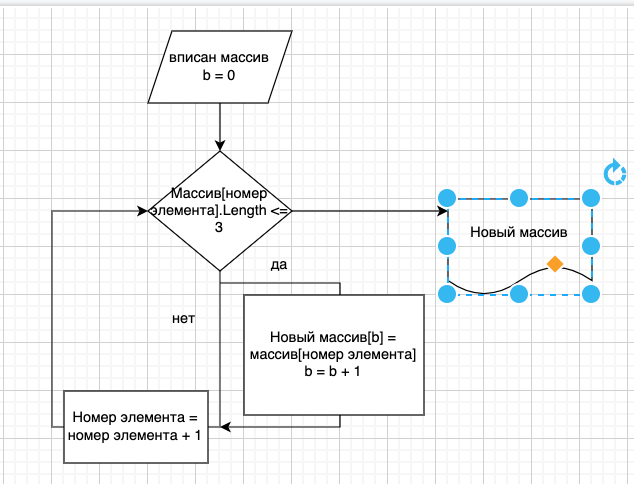 вписан массив
b = 0
Массив[номер
элемента].Length <=
3
Новый массив
да
нет
Новый массив[b] =
массив[номер элемента]
b = b + 1
Номер элемента =
номер элемента + 1